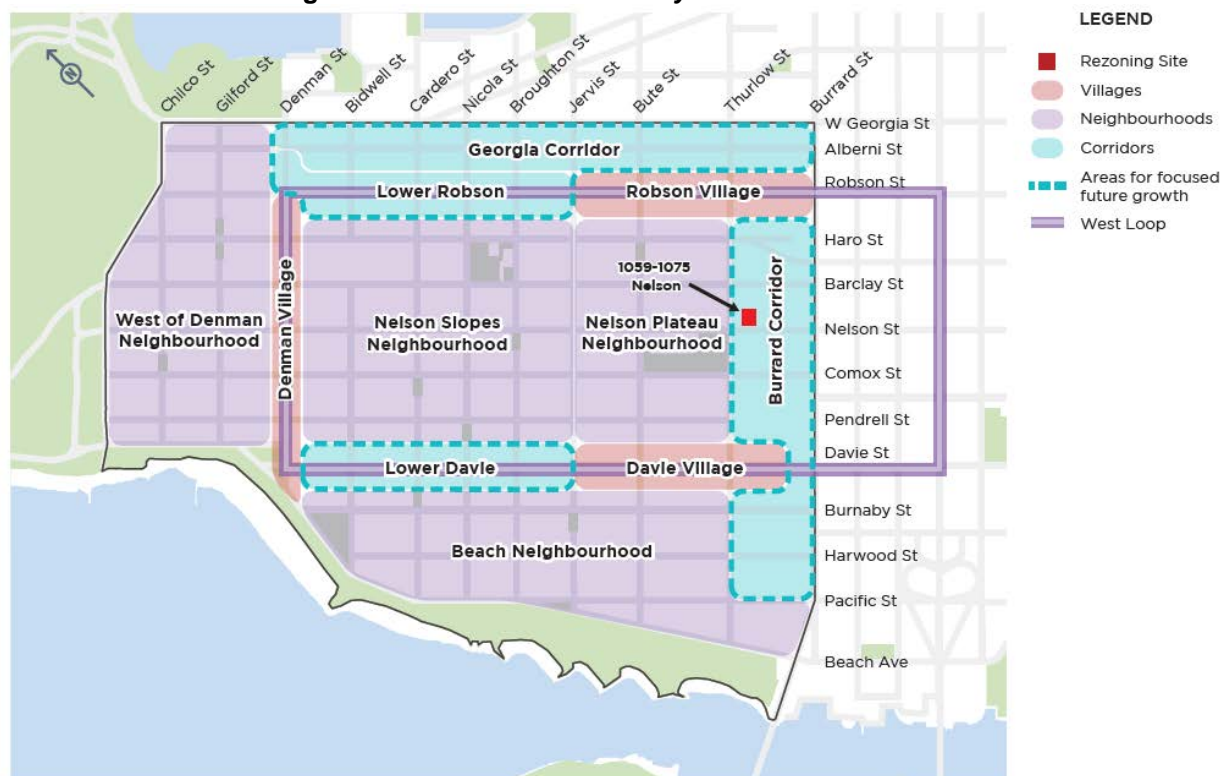 N
Chilco St
Gilford St
Denman St
Bidwell St
Cardero St
Nicola St
Broughton St
Jervis St
Bute St
Thurlow St
Burrard St
W Georgia St
Alberni St
Robson St
Haro St
Barclay St
Nelson St
Comox St
Pendrell St
Davie St
Burnaby St
Harwood St
Pacific St
Beach Ave
Georgia Corridor
Lower Robson
Robson Village
1059-1075
Nelson
Burrard Corridor
Denman Village
West of Denman
Neighbourhood
Nelson Slopes
Neighbourhood
Nelson Plateau
Neighbourhood
Lower Davie
Davie Village
Beach Neighbourhood
LEGEND
Rezoning Site
Villages
Neighbourhoods
Corridors
Areas for focused
future growth
West Loop